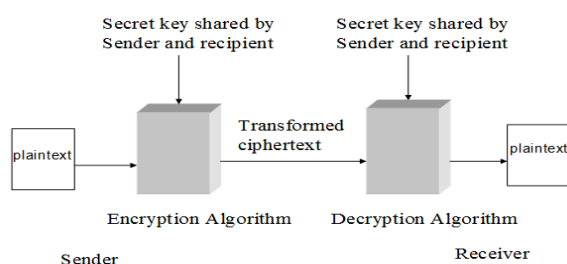 Secret key shared by
Sender and recipient
Secret key shared by
Sender and recipient
plaintext
Transformed
ciphertext
plaintext
Encryption Algorithm
Decryption Algorithm
Sender
Receiver